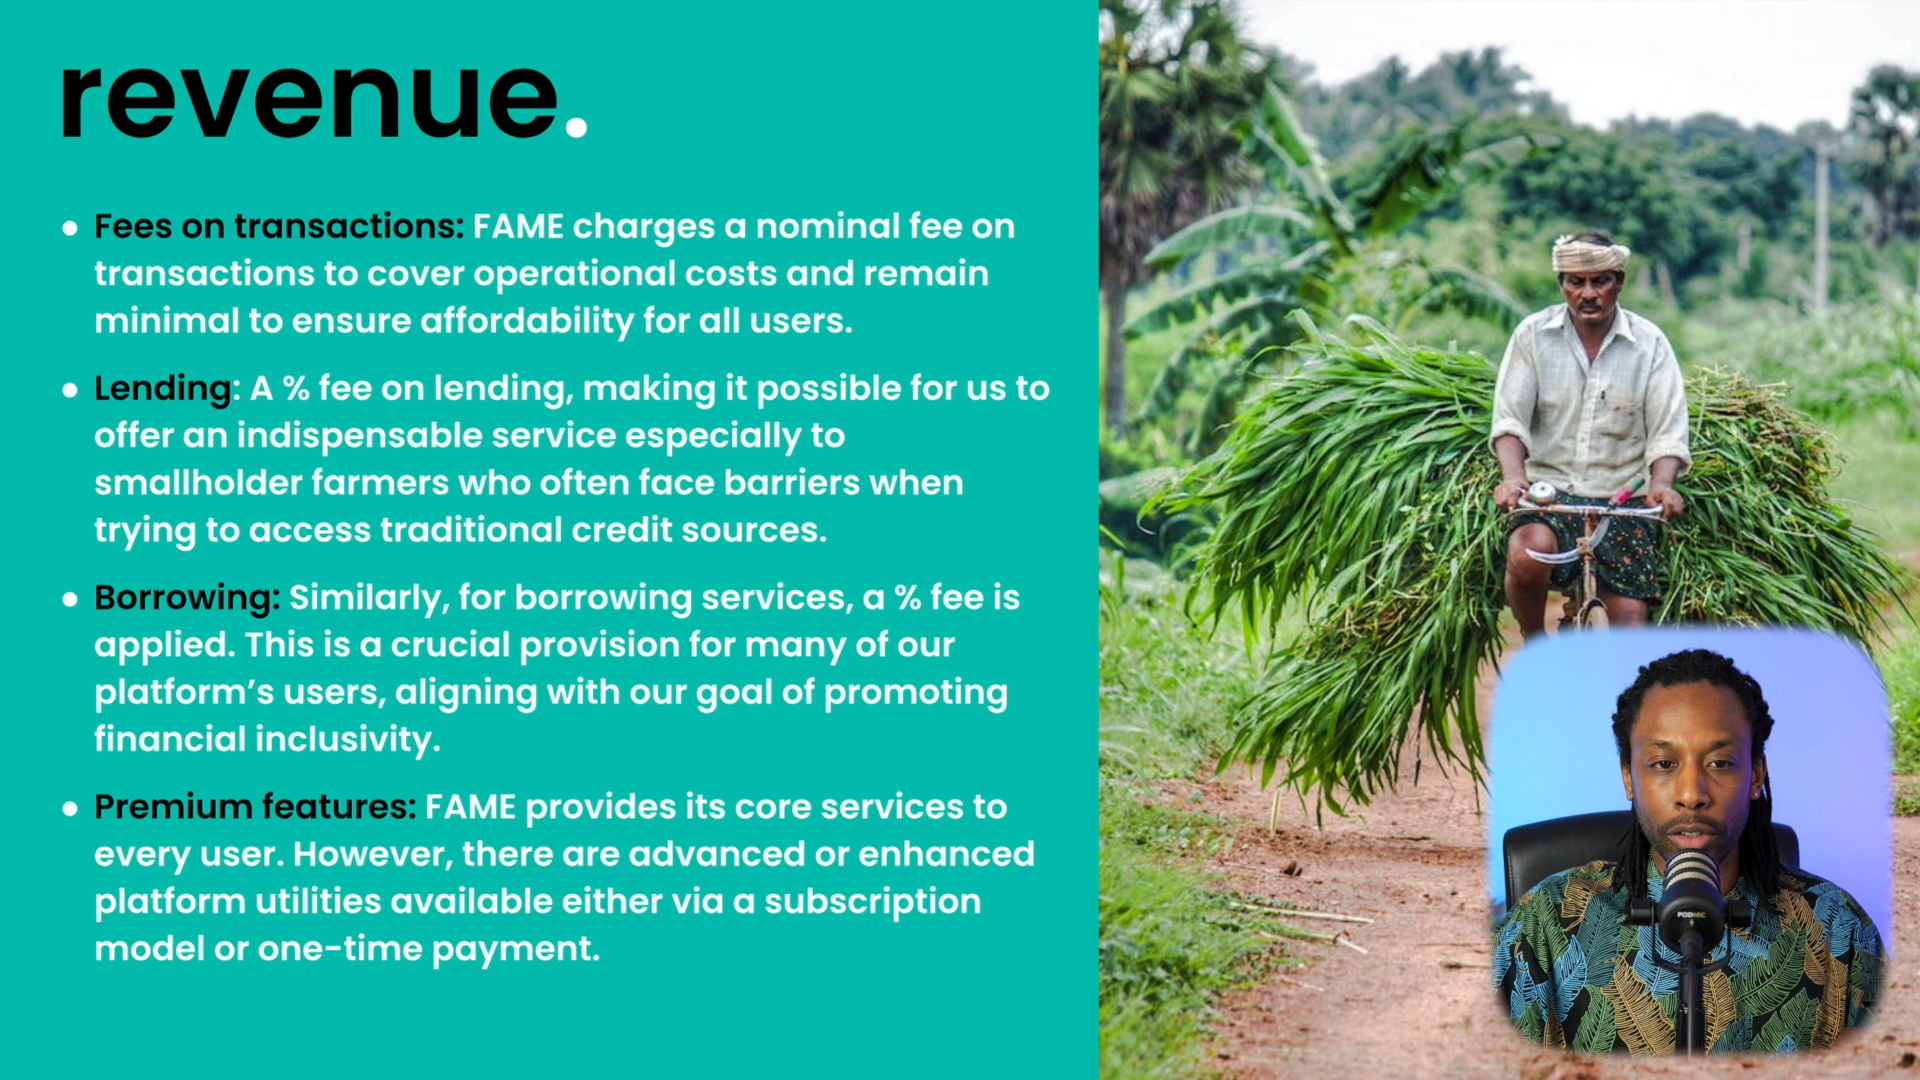 revenue.
• Fees on transactions: FAME charges a nominal fee on
transactions to cover operational costs and remain
minimal to ensure affordability for all users.
• Lending: A % fee on lending, making it possible for us to
offer an indispensable service especially to
smallholder farmers who often face barriers when
trying to access traditional credit sources.
• Borrowing: Similarly, for borrowing services, a % fee is
applied. This is a crucial provision for many of our
platform’s users, aligning with our goal of promoting
financial inclusivity.
• Premium features: FAME provides its core services to
every user. However, there are advanced or enhanced
platform utilities available either via a subscription
model or one-time payment.
PODMIC